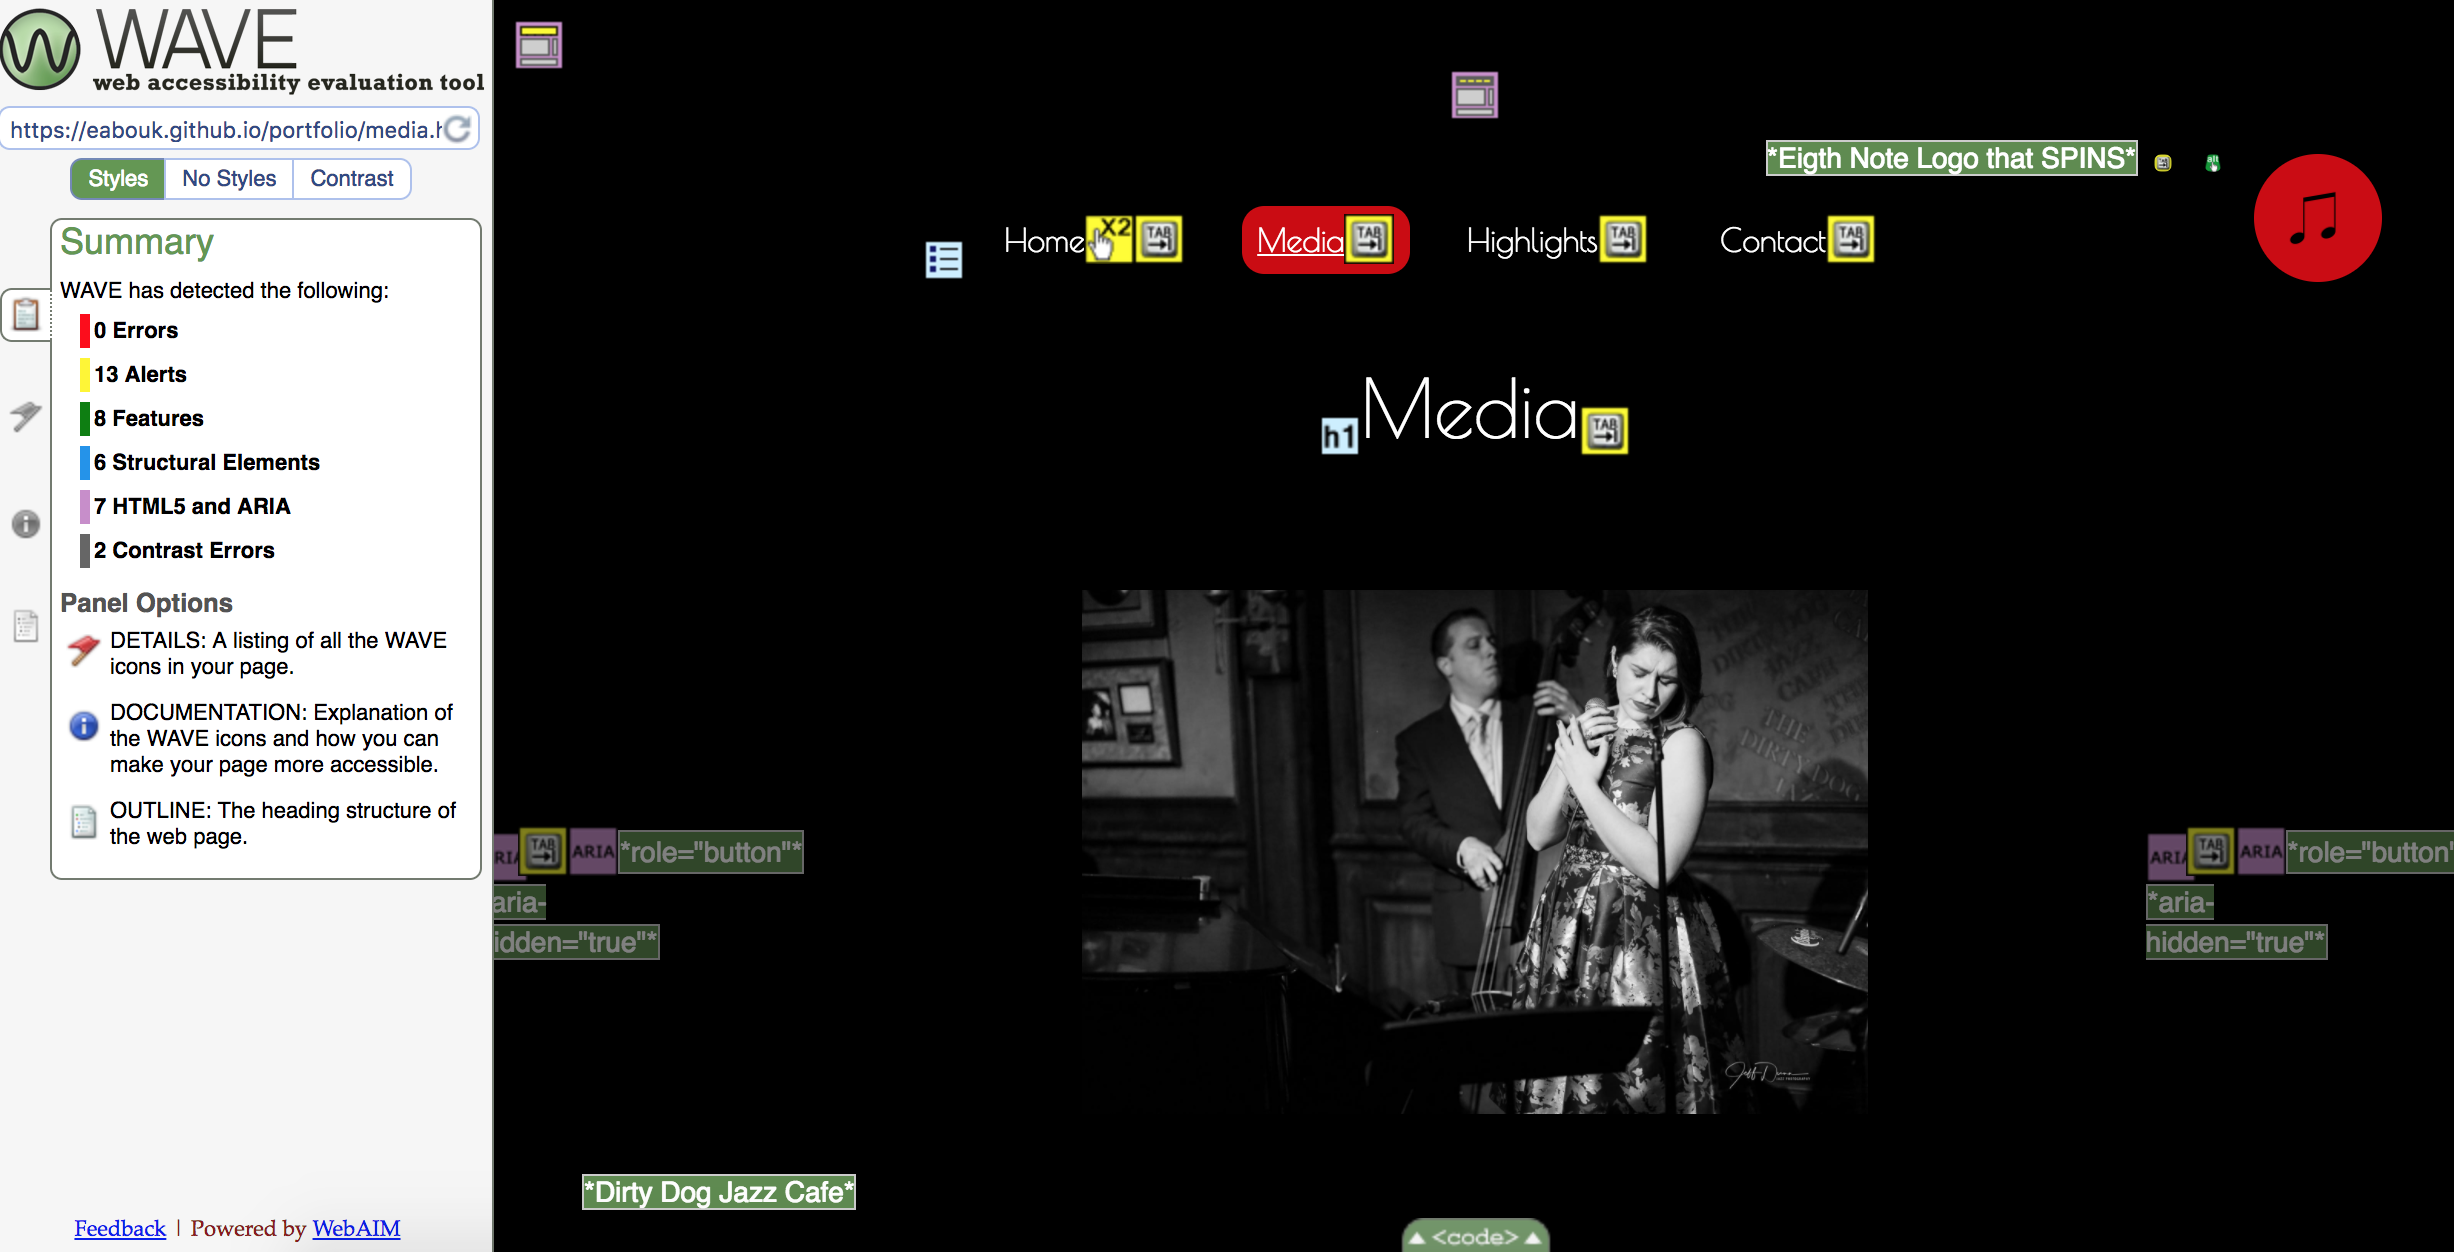 WAVE
web accessibility evaluation tool
https://eabouk.github.io/portfolio/media.h
Styles No Styles Contrast
Summary
WAVE has detected the following:
0 Errors
13 Alerts
8 Features
6 Structural Elements
7 HTML5 and ARIA
2 Contrast Errors
Panel Options
DETAILS: A listing of all the WAVE
icons in your page.
DOCUMENTATION: Explanation of
the WAVE icons and how you can
make your page more accessible.
OUTLINE: The heading structure of
the web page.
Feedback | Powered by WebAIM
*Eigth Note Logo that SPINS*
Home X2 TAB Media TAB Highlights TAB Contact TAB
h1 Media TAB
RIA TAB ARIA *role="button"*
aria-
idden="true"*
ARIA TAB ARIA *role="button"
*aria-
hidden="true"*
THE
DIRTY DOG
*Dirty Dog Jazz Cafe*
▲ <code> ▲